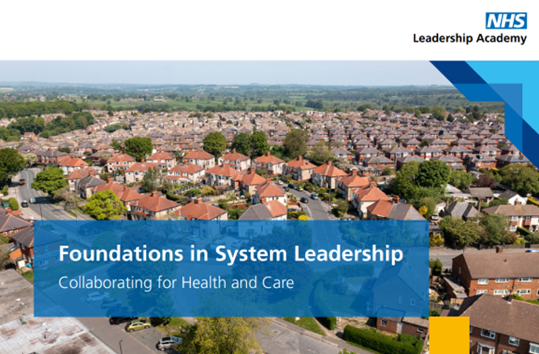 NHS
Leadership Academy
Foundations in System Leadership
Collaborating for Health and Care